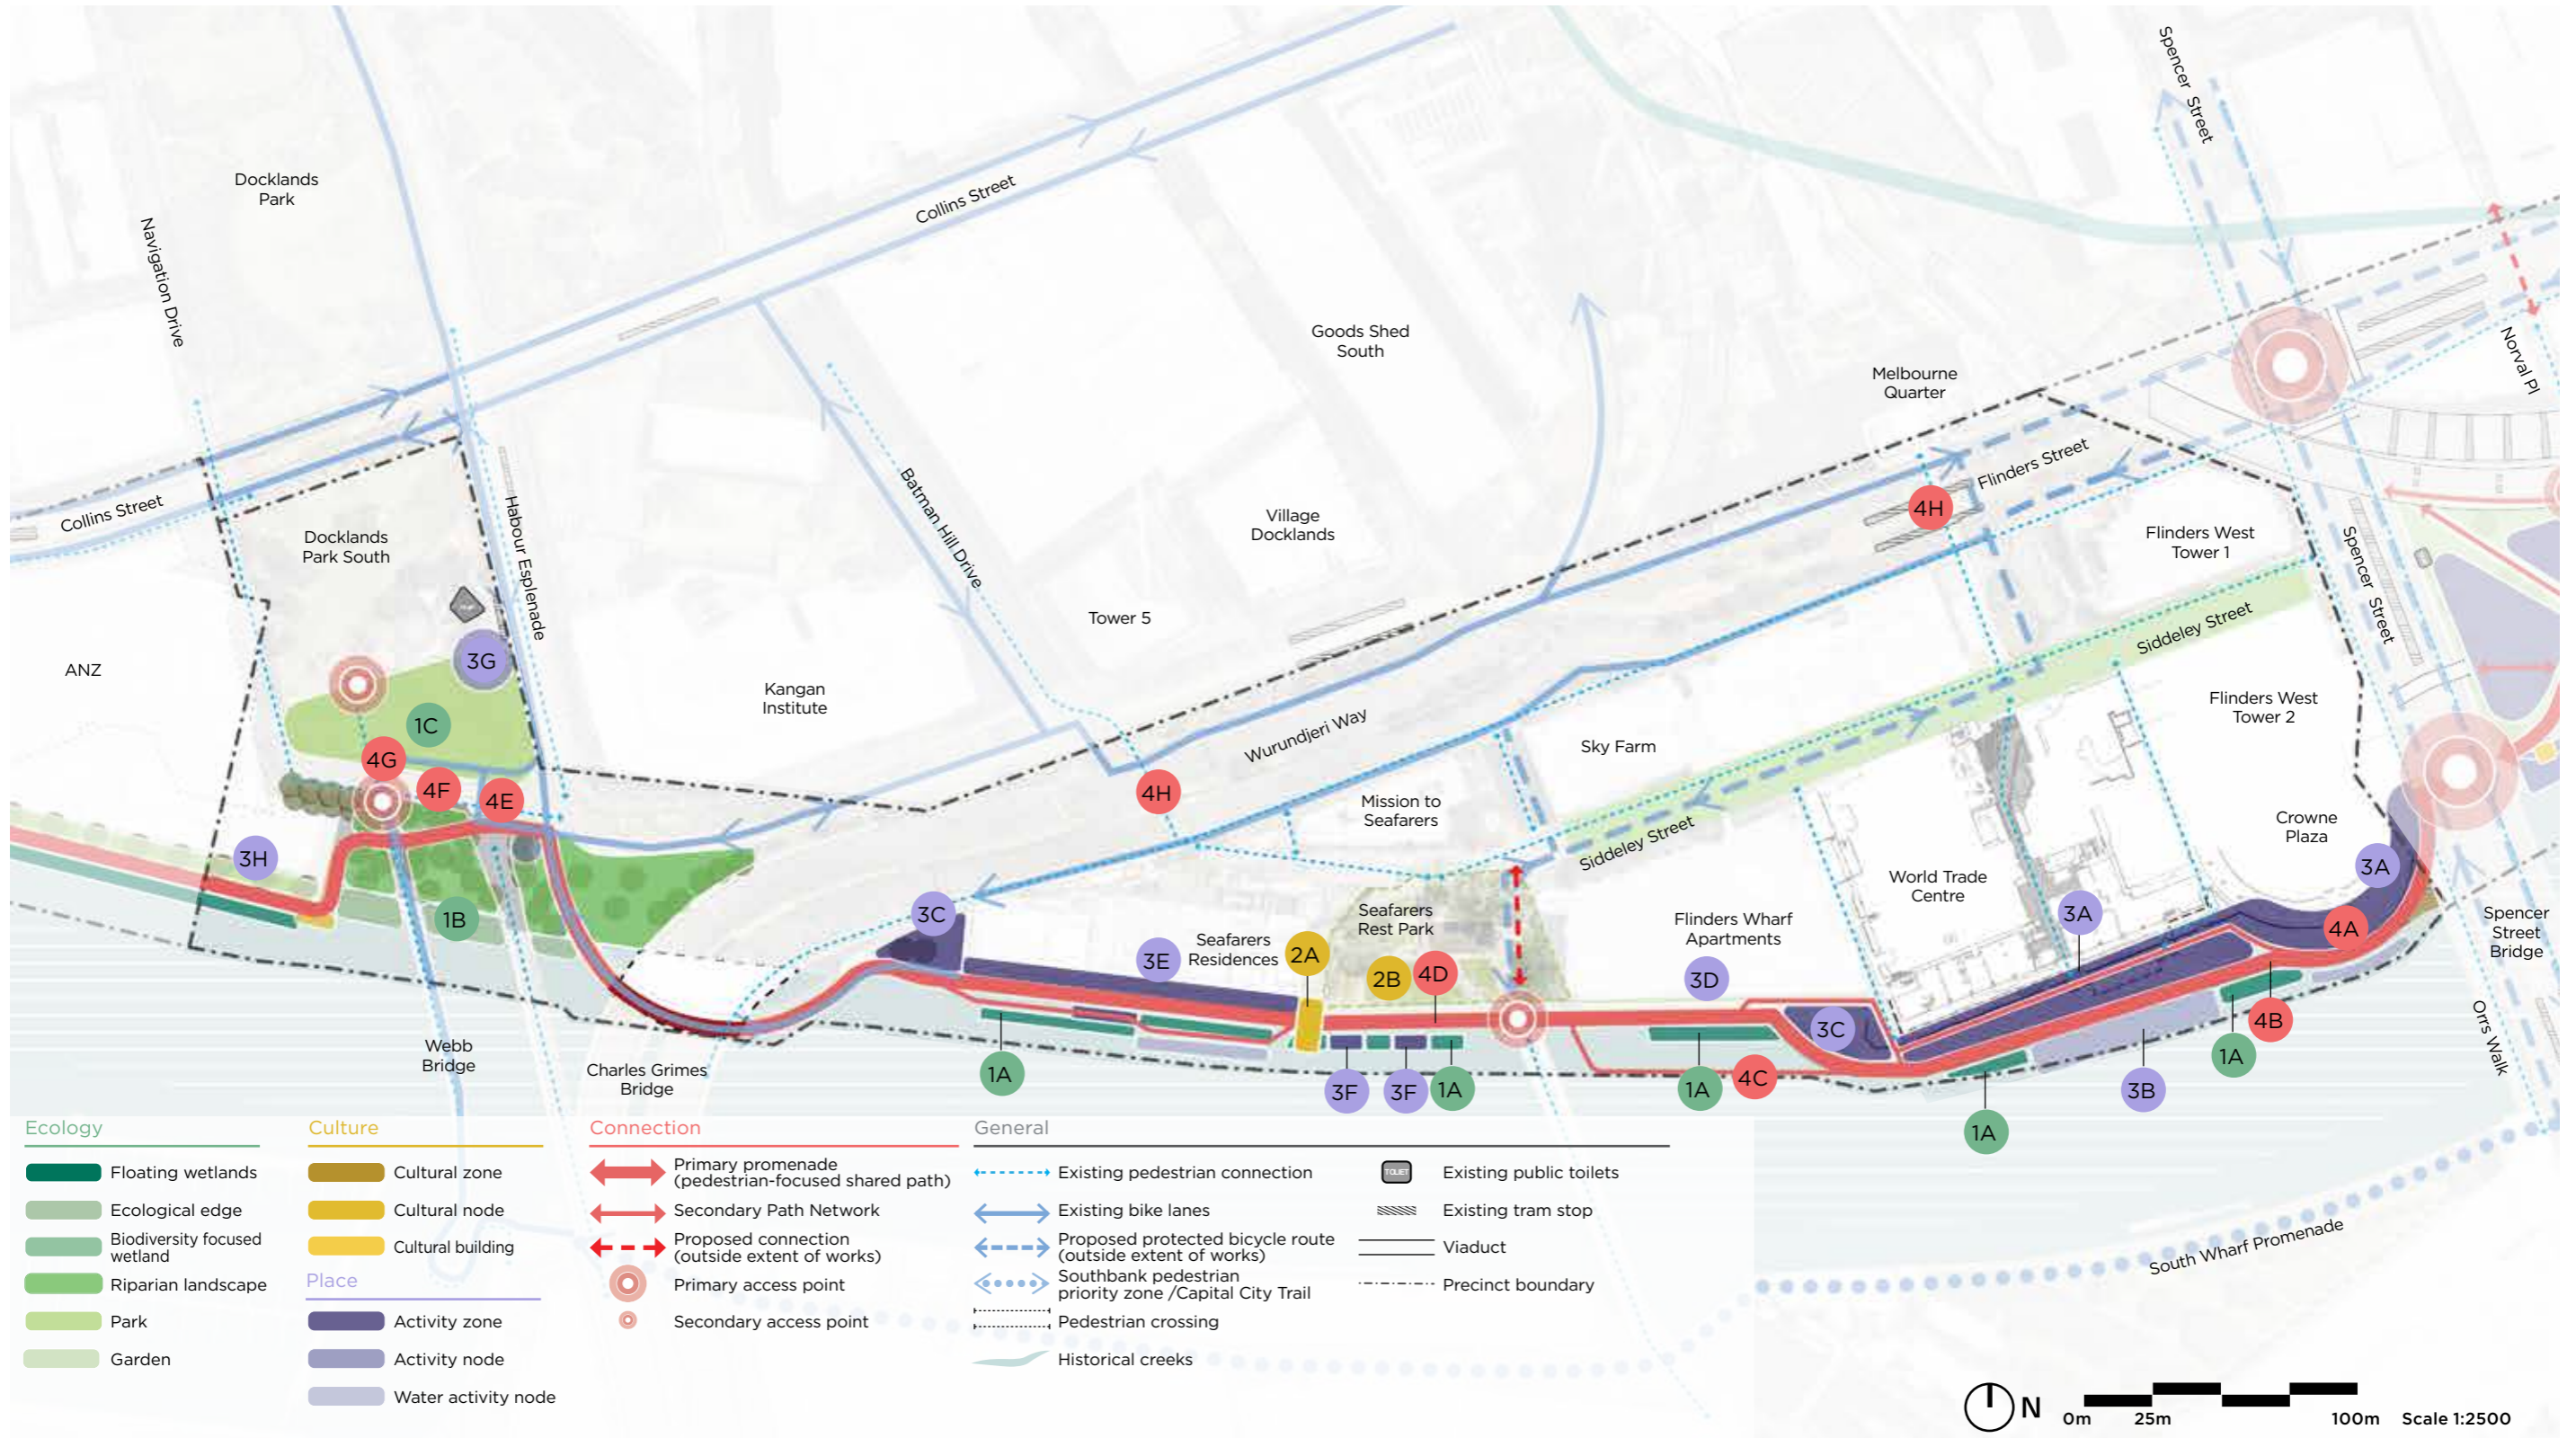 Spencer Street
Docklands
Park
Navigation Drive
Collins Street
Goods Shed
South
Melbourne
Quarter
Norval Pl
Flinders Street
4H
Collins Street
Habour Esplenade
Batman Hill Drive
Docklands
Park South
Village
Docklands
Flinders West
Tower 1
Spencer Street
Tower 5
Siddeley Street
ANZ
3G
1C
Kangan
Institute
Wurundjeri Way
Sky Farm
Flinders West
Tower 2
4G
4F
4E
4H
Mission to
Seafarers
Siddeley Street
Crowne
Plaza
3H
3A
1B
3C
World Trade
Centre
3A
4A
Seafarers
Rest Park
Flinders Wharf
Apartments
Spencer
Street
Bridge
3E
Seafarers
Residences
2A
2B
4D
3D
3C
4B
Orrs Walk
Webb
Bridge
Charles Grimes
Bridge
1A
3F
3F
1A
1A
4C
1A
3B
1A
South Wharf Promenade
Ecology
Floating wetlands
Ecological edge
Biodiversity focused
wetland
Riparian landscape
Park
Garden
Culture
Cultural zone
Cultural node
Cultural building
Place
Activity zone
Activity node
Water activity node
Connection
Primary promenade
(pedestrian-focused shared path)
Secondary Path Network
Proposed connection
(outside extent of works)
Primary access point
Secondary access point
General
Existing pedestrian connection
Existing bike lanes
Proposed protected bicycle route
(outside extent of works)
Southbank pedestrian
priority zone /Capital City Trail
Pedestrian crossing
Historical creeks
TOILET
Existing public toilets
Existing tram stop
Viaduct
Precinct boundary
N
0m 25m 100m Scale 1:2500